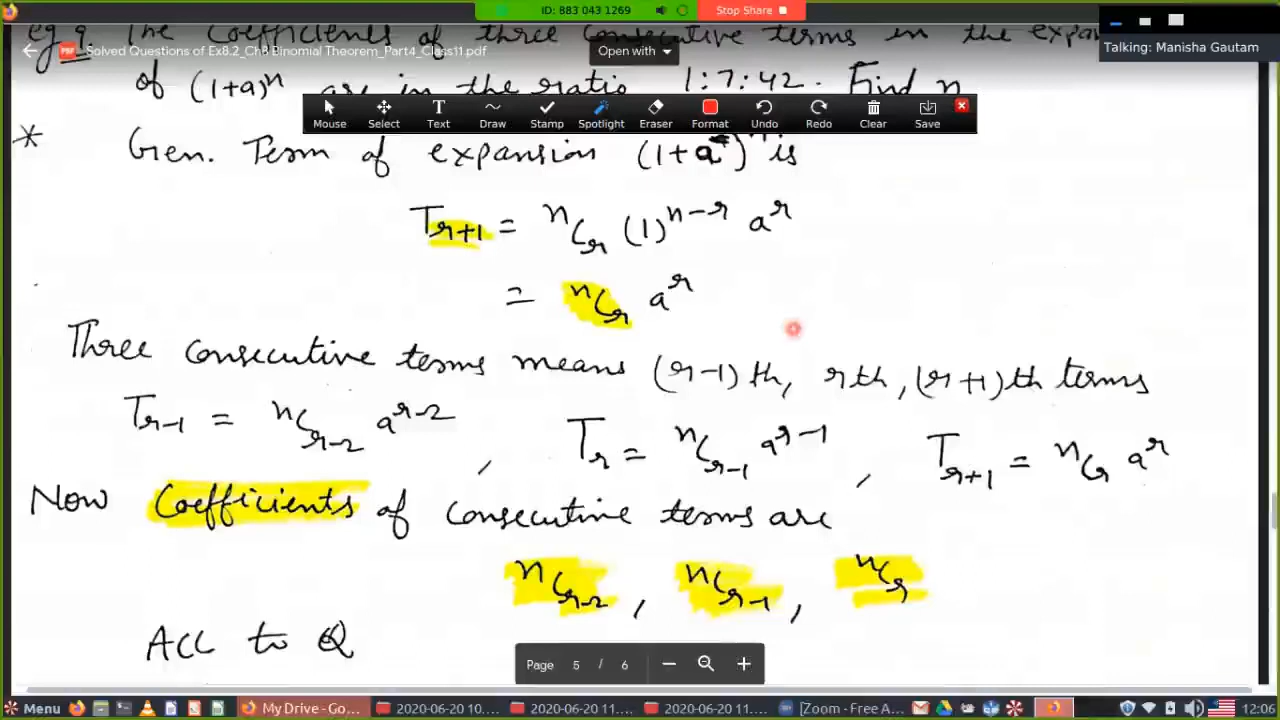 ID: 883 043 1269 Stop Share
eg 9 The Coefficients of three Consecutive terms in the expan
Solved Questions of Ex8.2_Ch8 Binomial Theorem_Part4_Class11.pdf Open with
Talking: Manisha Gautam
of (1+a)ⁿ are in the ratio 1:7:42. Find n
Mouse Select Text Draw Stamp Spotlight Eraser Format Undo Redo Clear Save
* Gen. Term of expansion (1+a)ⁿ is
Tr+1 = ⁿCr (1)ⁿ⁻ʳ aʳ
= ⁿCr aʳ
Three Consecutive terms means (r-1)th, rth, (r+1)th terms
Tr-1 = ⁿCr-2 aʳ⁻², Tr = ⁿCr-1 aʳ⁻¹, Tr+1 = ⁿCr aʳ
Now Coefficients of consecutive terms are
ⁿCr-2, ⁿCr-1, ⁿCr
ACC to Q
Page 5 / 6
Menu My Drive - Go... 2020-06-20 10.... 2020-06-20 11.... 2020-06-20 11.... [Zoom - Free A... 12:06